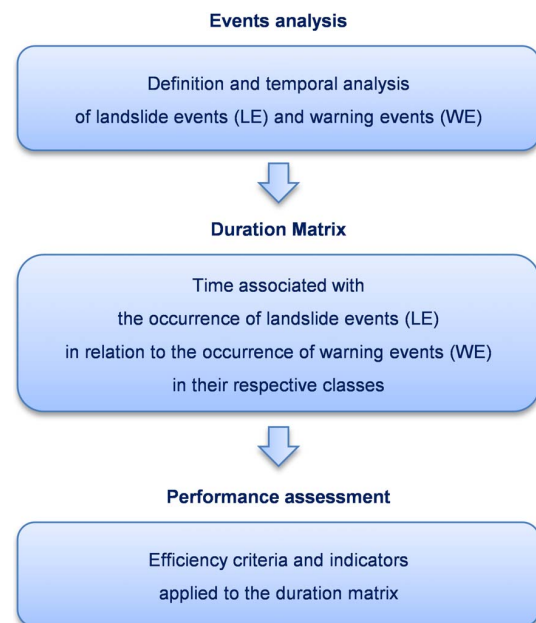 Events analysis
Definition and temporal analysis
of landslide events (LE) and warning events (WE)
Duration Matrix
Time associated with
the occurrence of landslide events (LE)
in relation to the occurrence of warning events (WE)
in their respective classes
Performance assessment
Efficiency criteria and indicators
applied to the duration matrix